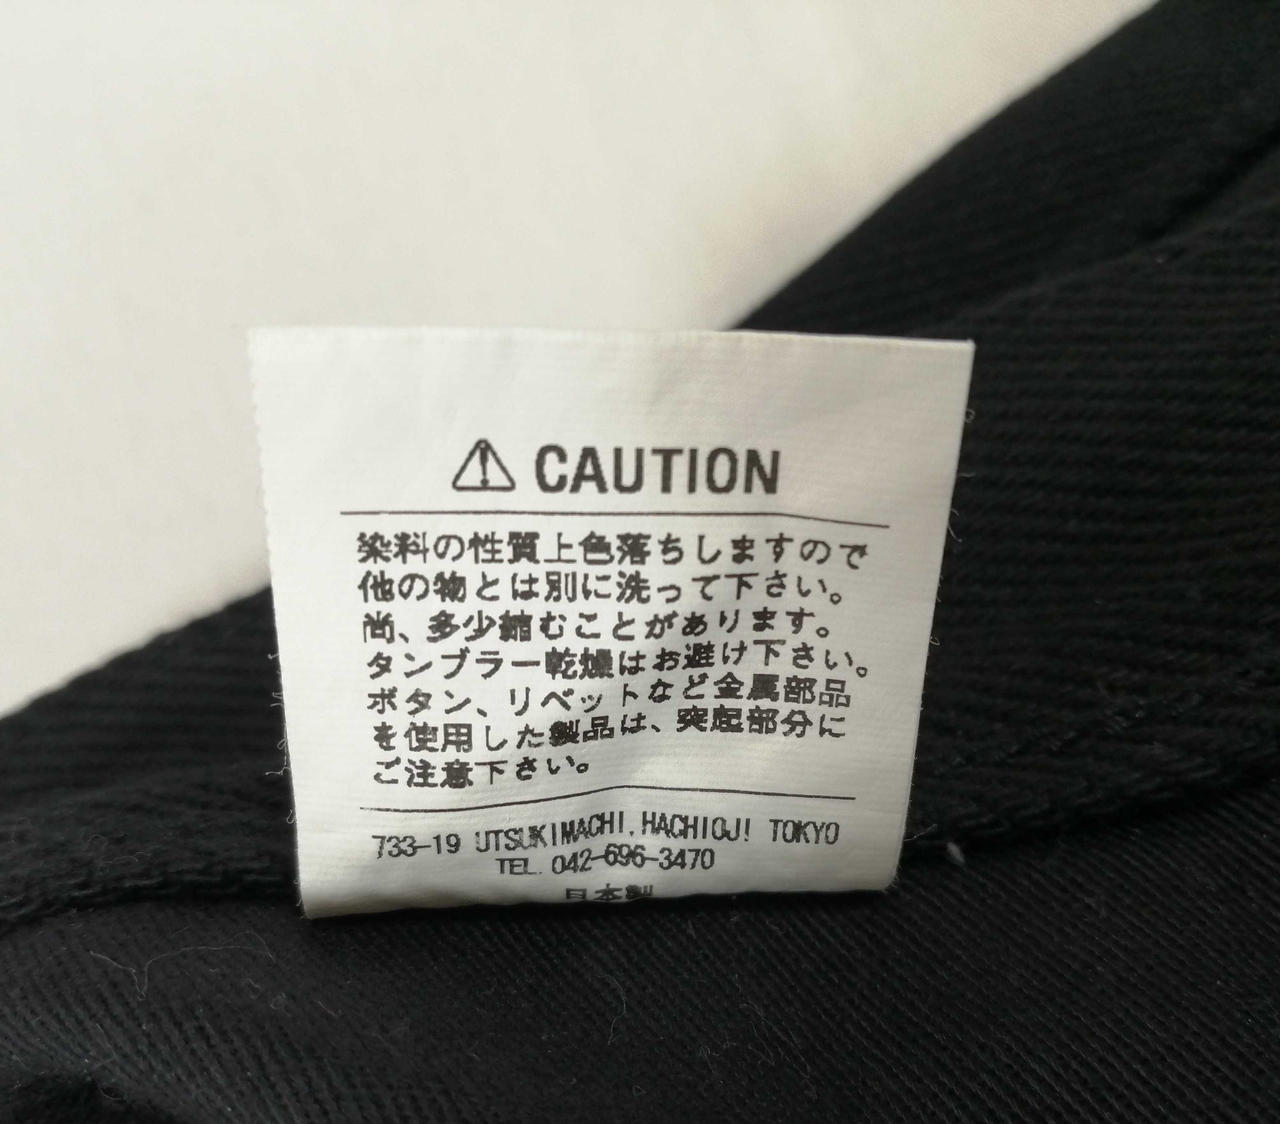 ⚠ CAUTION
染料の性質上色落ちしますので
他の物とは別に洗って下さい。
尚、多少縮むことがあります。
タンブラー乾燥はお避け下さい。
ボタン、リベットなど金属部品
を使用した製品は、突起部分に
ご注意下さい。
733-19 UTSUKIMACHI, HACHIOJI TOKYO
TEL. 042-696-3470
日本製